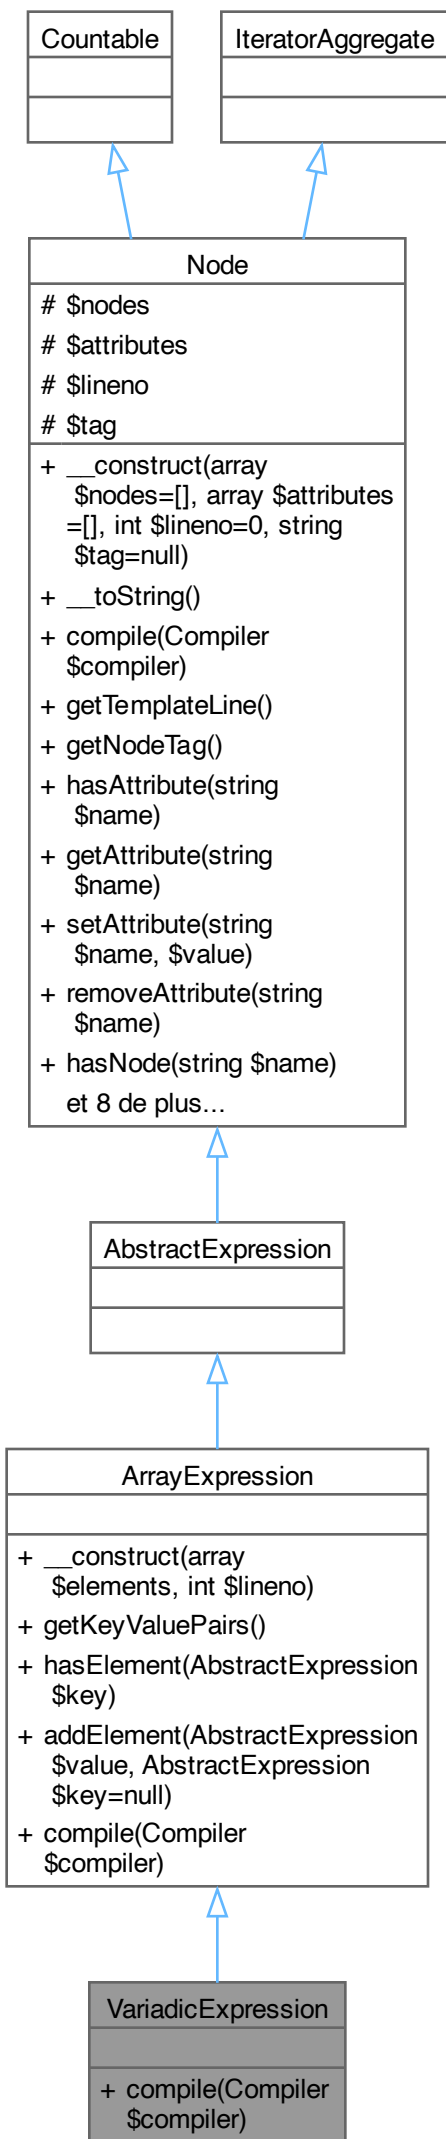 Countable
IteratorAggregate
Node
# $nodes
# $attributes
# $lineno
# $tag
+ __construct(array
$nodes=[], array $attributes
=[], int $lineno=0, string
$tag=null)
+ __toString()
+ compile(Compiler
$compiler)
+ getTemplateLine()
+ getNodeTag()
+ hasAttribute(string
$name)
+ getAttribute(string
$name)
+ setAttribute(string
$name, $value)
+ removeAttribute(string
$name)
+ hasNode(string $name)
et 8 de plus...
AbstractExpression
ArrayExpression
+ __construct(array
$elements, int $lineno)
+ getKeyValuePairs()
+ hasElement(AbstractExpression
$key)
+ addElement(AbstractExpression
$value, AbstractExpression
$key=null)
+ compile(Compiler
$compiler)
VariadicExpression
+ compile(Compiler
$compiler)